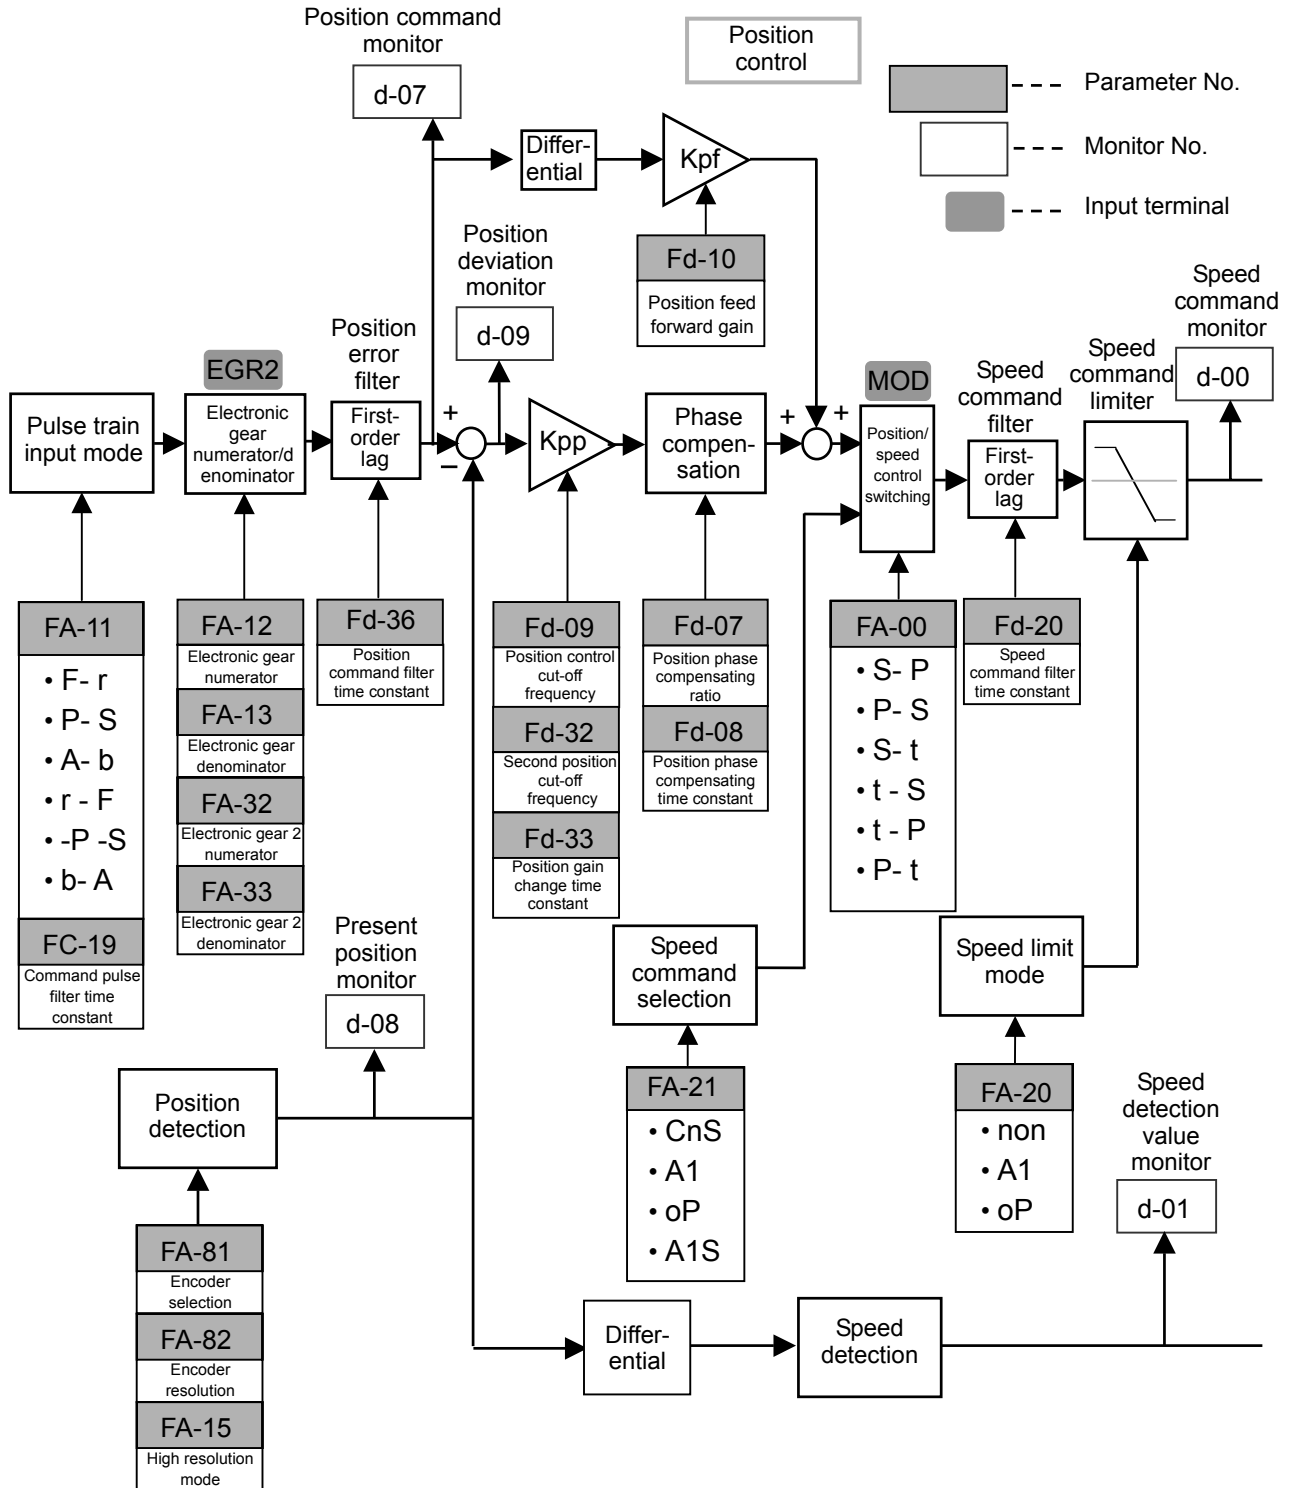 Position command
monitor
d-07
Position
control
Parameter No.
Monitor No.
Input terminal
Differ-
ential
Kpf
Fd-10
Position feed
forward gain
Position
deviation
monitor
d-09
Speed
command
monitor
d-00
Position
error
filter
EGR2
MOD
Speed
command
filter
Speed
command
limiter
Pulse train
input mode
Electronic
gear
numerator/d
enominator
First-
order
lag
+
−
Kpp
Phase
compen-
sation
+
+
Position/
speed
control
switching
First-
order
lag
FA-11
• F- r
• P- S
• A- b
• r - F
• -P -S
• b- A
FC-19
Command pulse
filter time
constant
FA-12
Electronic gear
numerator
FA-13
Electronic gear
denominator
FA-32
Electronic gear 2
numerator
FA-33
Electronic gear 2
denominator
Fd-36
Position
command filter
time constant
Fd-09
Position control
cut-off
frequency
Fd-32
Second position
cut-off
frequency
Fd-33
Position gain
change time
constant
Fd-07
Position phase
compensating
ratio
Fd-08
Position phase
compensating
time constant
FA-00
• S- P
• P- S
• S- t
• t - S
• t - P
• P- t
Fd-20
Speed
command filter
time constant
Present
position
monitor
d-08
Speed
command
selection
Speed limit
mode
Position
detection
FA-21
• CnS
• A1
• oP
• A1S
FA-20
• non
• A1
• oP
Speed
detection
value
monitor
d-01
FA-81
Encoder
selection
FA-82
Encoder
resolution
FA-15
High resolution
mode
Differ-
ential
Speed
detection